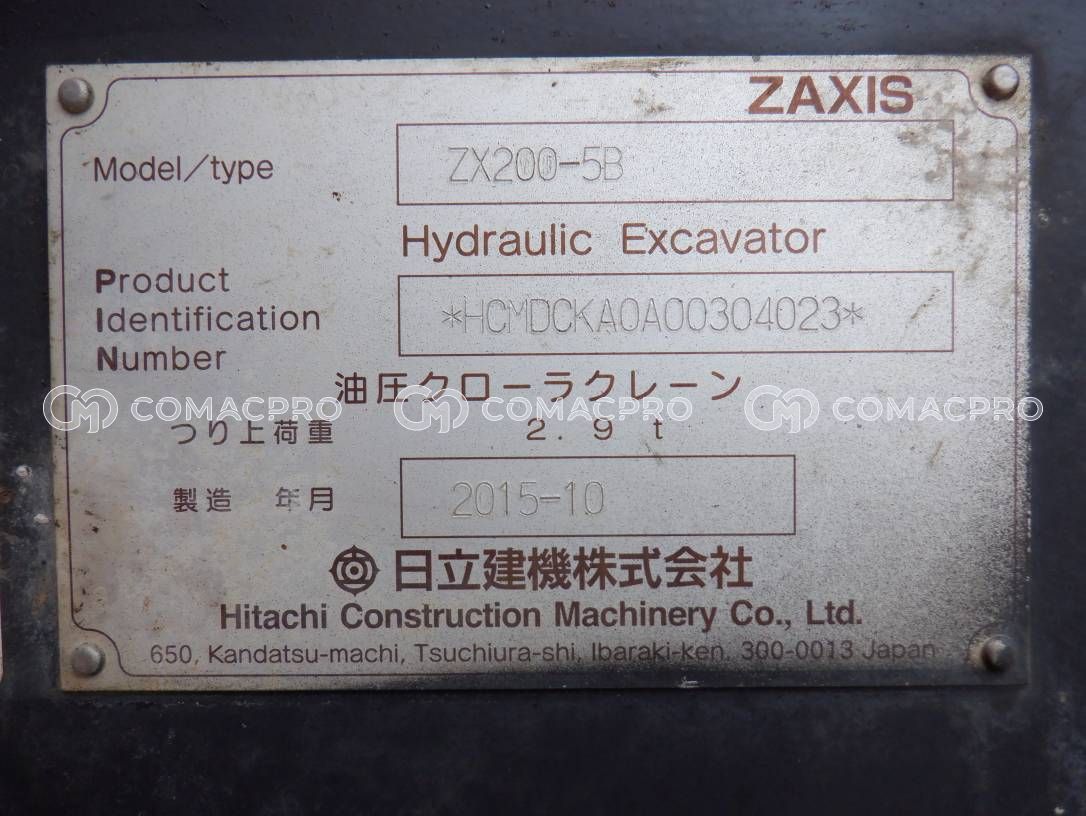 ZAXIS
Model/type ZX200-5B
Hydraulic Excavator
Product
Identification *HCMDCKA0A00304023*
Number
油圧クローラクレーン
COMACPRO COMACPRO COMACPRO
つり上荷重 2.9 t
製造 年月 2015-10
日立建機株式会社
Hitachi Construction Machinery Co., Ltd.
650, Kandatsu-machi, Tsuchiura-shi, Ibaraki-ken, 300-0013 Japan